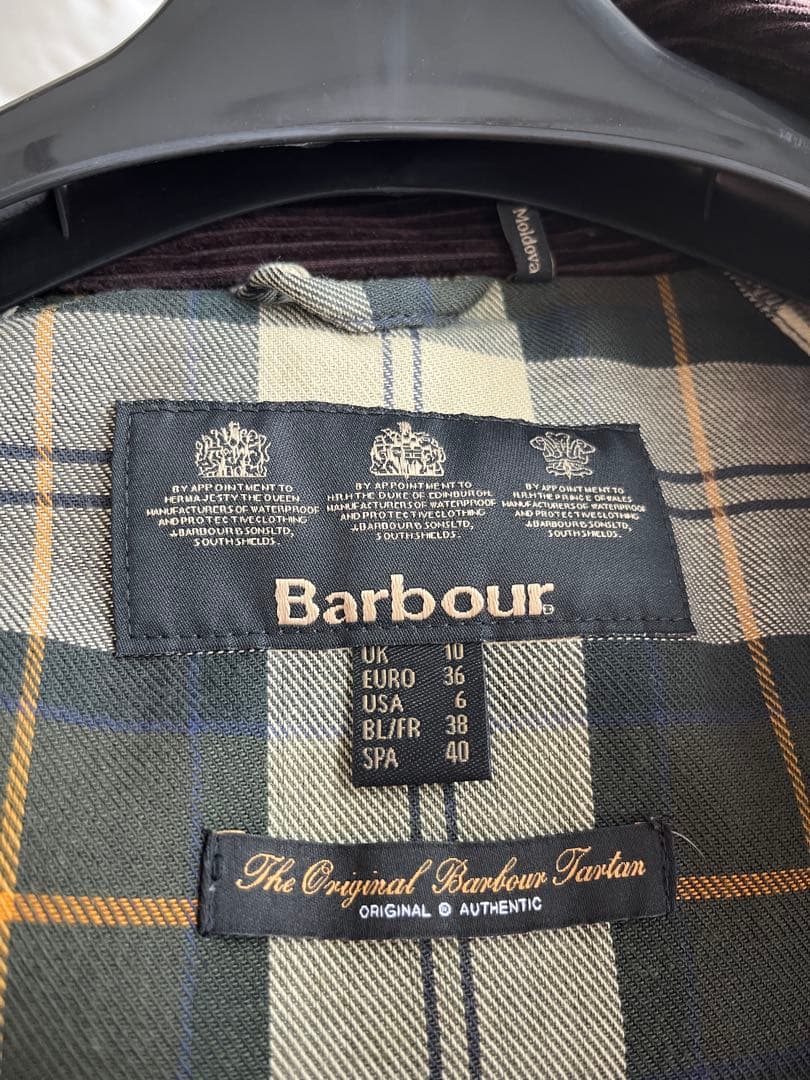 Moldova
BY APPOINTMENT TO
HER MAJESTY THE QUEEN
MANUFACTURERS OF WATERPROOF
AND PROTECTIVE CLOTHING
J.BARBOUR & SONS LTD,
SOUTH SHIELDS.
BY APPOINTMENT TO
H.R.H THE DUKE OF EDINBURGH
MANUFACTURERS OF WATERPROOF
AND PROTECTIVE CLOTHING
J.BARBOUR & SONS LTD,
SOUTH SHIELDS.
BY APPOINTMENT TO
H.R.H THE PRINCE OF WALES
MANUFACTURERS OF WATERPROOF
AND PROTECTIVE CLOTHING
J.BARBOUR & SONS LTD,
SOUTH SHIELDS.
Barbour
UK 10
EURO 36
USA 6
BL/FR 38
SPA 40
The Original Barbour Tartan
ORIGINAL ® AUTHENTIC